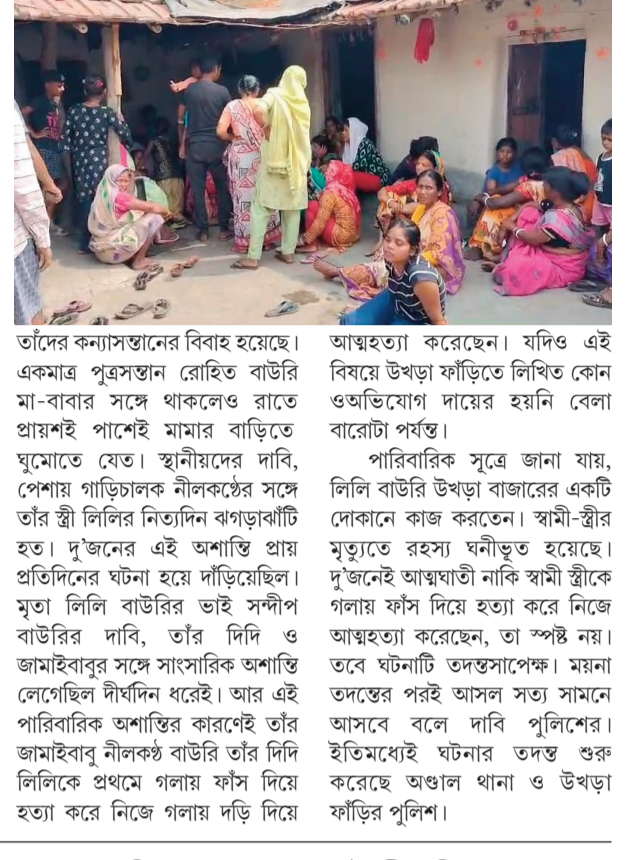 তাঁদের কন্যাসন্তানের বিবাহ হয়েছে।
একমাত্র পুত্রসন্তান রোহিত বাউরি
মা-বাবার সঙ্গে থাকলেও রাতে
প্রায়শই পাশেই মামার বাড়িতে
ঘুমোতে যেত। স্থানীয়দের দাবি,
পেশায় গাড়িচালক নীলকণ্ঠের সঙ্গে
তাঁর স্ত্রী লিলির নিত্যদিন ঝগড়াঝাঁটি
হত। দু’জনের এই অশান্তি প্রায়
প্রতিদিনের ঘটনা হয়ে দাঁড়িয়েছিল।
মৃতা লিলি বাউরির ভাই সন্দীপ
বাউরির দাবি, তাঁর দিদি ও
জামাইবাবুর সঙ্গে সাংসারিক অশান্তি
লেগেছিল দীর্ঘদিন ধরেই। আর এই
পারিবারিক অশান্তির কারণেই তাঁর
জামাইবাবু নীলকণ্ঠ বাউরি তাঁর দিদি
লিলিকে প্রথমে গলায় ফাঁস দিয়ে
হত্যা করে নিজে গলায় দড়ি দিয়ে
আত্মহত্যা করেছেন। যদিও এই
বিষয়ে উখড়া ফাঁড়িতে লিখিত কোন
ওঅভিযোগ দায়ের হয়নি বেলা
বারোটা পর্যন্ত।
পারিবারিক সূত্রে জানা যায়,
লিলি বাউরি উখড়া বাজারের একটি
দোকানে কাজ করতেন। স্বামী-স্ত্রীর
মৃত্যুতে রহস্য ঘনীভূত হয়েছে।
দু’জনেই আত্মঘাতী নাকি স্বামী স্ত্রীকে
গলায় ফাঁস দিয়ে হত্যা করে নিজে
আত্মহত্যা করেছেন, তা স্পষ্ট নয়।
তবে ঘটনাটি তদন্তসাপেক্ষ। ময়না
তদন্তের পরই আসল সত্য সামনে
আসবে বলে দাবি পুলিশের।
ইতিমধ্যেই ঘটনার তদন্ত শুরু
করেছে অণ্ডাল থানা ও উখড়া
ফাঁড়ির পুলিশ।